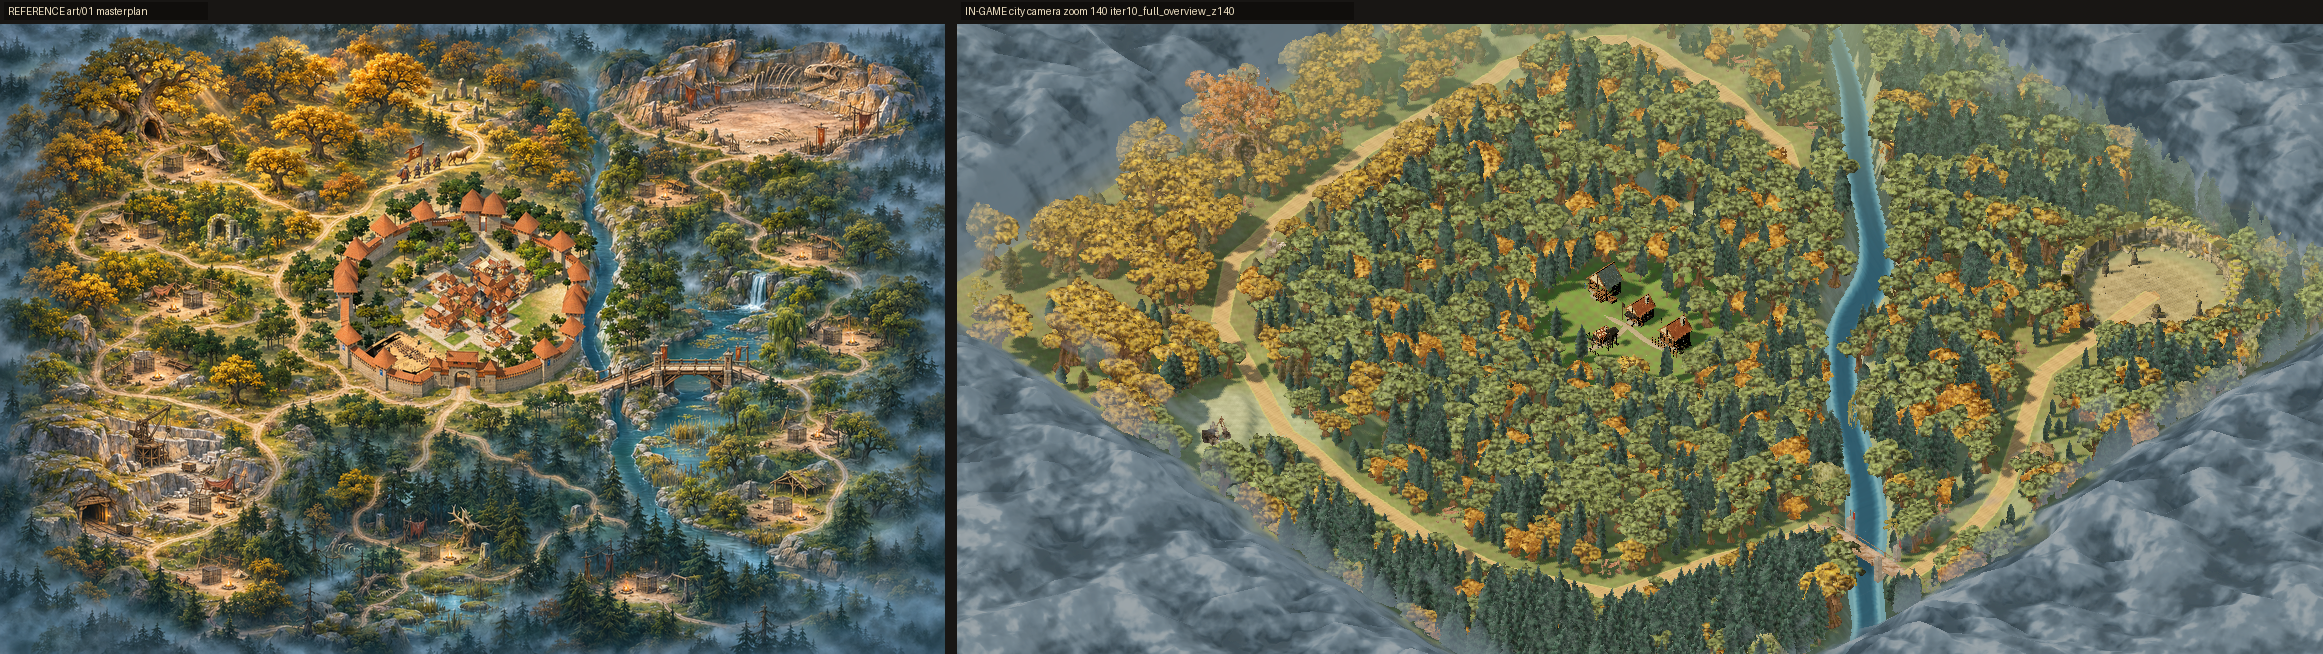 REFERENCE art/01 masterplan
IN-GAME city camera zoom 140 iter10_full_overview_z140